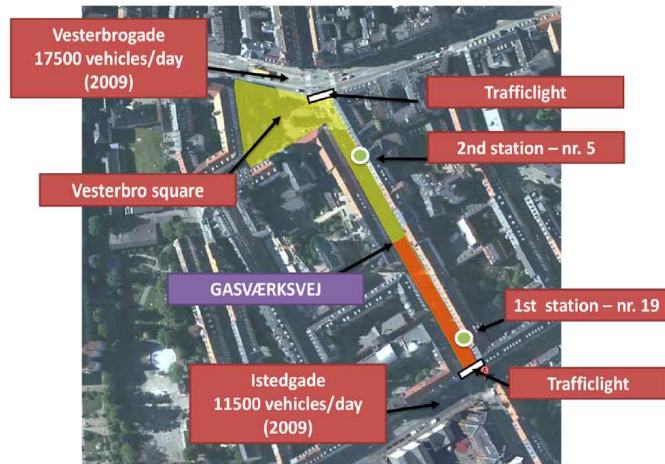 Vesterbrogade
17500 vehicles/day
(2009)
Trafficlight
2nd station – nr. 5
Vesterbro square
GASVÆRKSVEJ
1st station – nr. 19
Istedgade
11500 vehicles/day
(2009)
Trafficlight